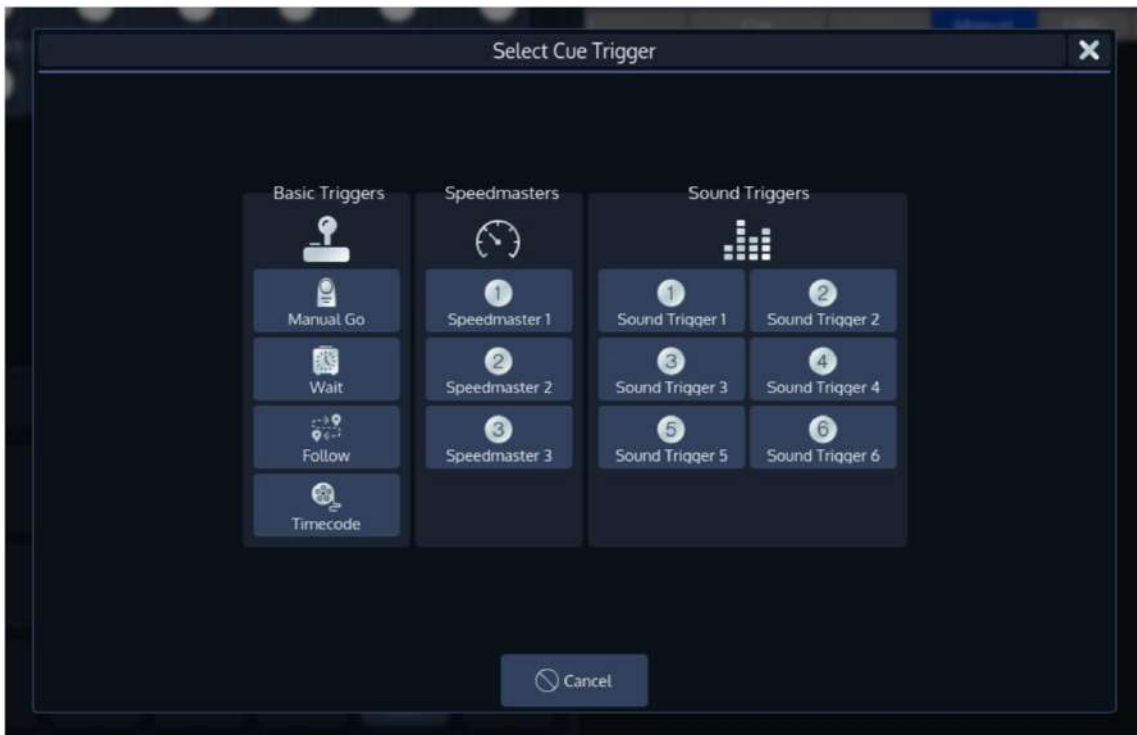 Select Cue Trigger
Basic Triggers
Speedmasters
Sound Triggers
Manual Go
Wait
Follow
Timecode
1
Speedmaster 1
2
Speedmaster 2
3
Speedmaster 3
1
Sound Trigger 1
2
Sound Trigger 2
3
Sound Trigger 3
4
Sound Trigger 4
5
Sound Trigger 5
6
Sound Trigger 6
Cancel